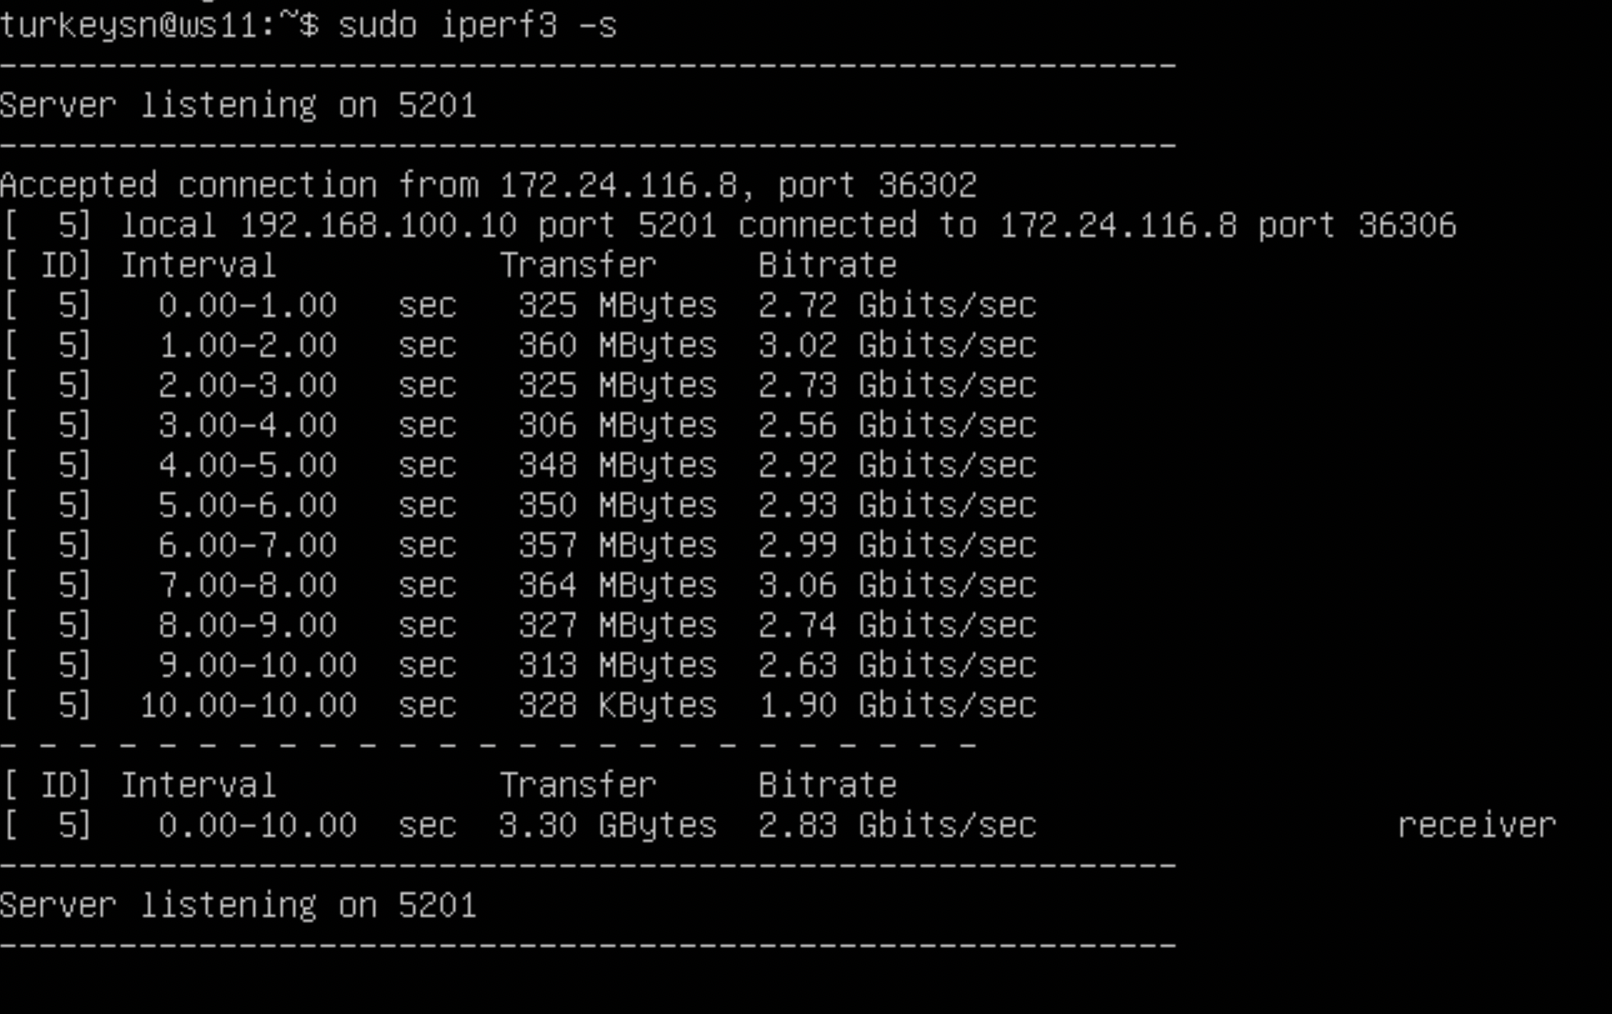 turkeysn@ws11:~$ sudo iperf3 -s
-----------------------------------------------------------
Server listening on 5201
-----------------------------------------------------------
Accepted connection from 172.24.116.8, port 36302
[  5] local 192.168.100.10 port 5201 connected to 172.24.116.8 port 36306
[ ID] Interval           Transfer     Bitrate
[  5]   0.00-1.00   sec   325 MBytes  2.72 Gbits/sec
[  5]   1.00-2.00   sec   360 MBytes  3.02 Gbits/sec
[  5]   2.00-3.00   sec   325 MBytes  2.73 Gbits/sec
[  5]   3.00-4.00   sec   306 MBytes  2.56 Gbits/sec
[  5]   4.00-5.00   sec   348 MBytes  2.92 Gbits/sec
[  5]   5.00-6.00   sec   350 MBytes  2.93 Gbits/sec
[  5]   6.00-7.00   sec   357 MBytes  2.99 Gbits/sec
[  5]   7.00-8.00   sec   364 MBytes  3.06 Gbits/sec
[  5]   8.00-9.00   sec   327 MBytes  2.74 Gbits/sec
[  5]   9.00-10.00  sec   313 MBytes  2.63 Gbits/sec
[  5]  10.00-10.00  sec   328 KBytes  1.90 Gbits/sec
- - - - - - - - - - - - - - - - - - - - - - - - -
[ ID] Interval           Transfer     Bitrate
[  5]   0.00-10.00  sec  3.30 GBytes  2.83 Gbits/sec                  receiver
-----------------------------------------------------------
Server listening on 5201
-----------------------------------------------------------